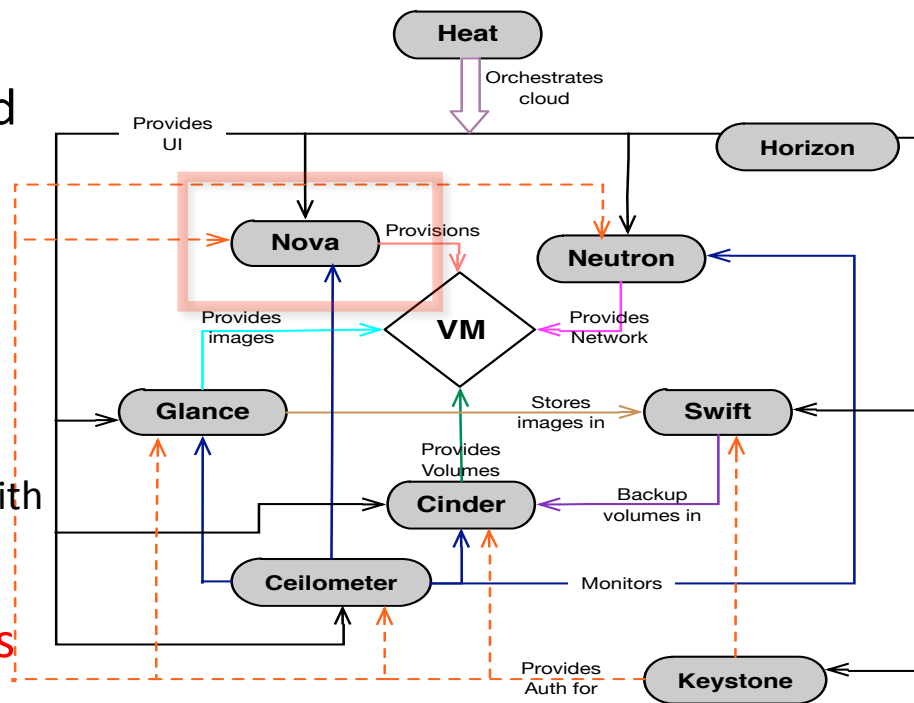 Heat
Orchestrates
cloud
d
Provides
UI
Horizon
Nova
Provisions
Neutron
Provides
images
VM
Provides
Network
Glance
Stores
images in
Swift
Provides
Volumes
ith
Cinder
Backup
volumes in
Ceilometer
Monitors
s
Provides
Auth for
Keystone